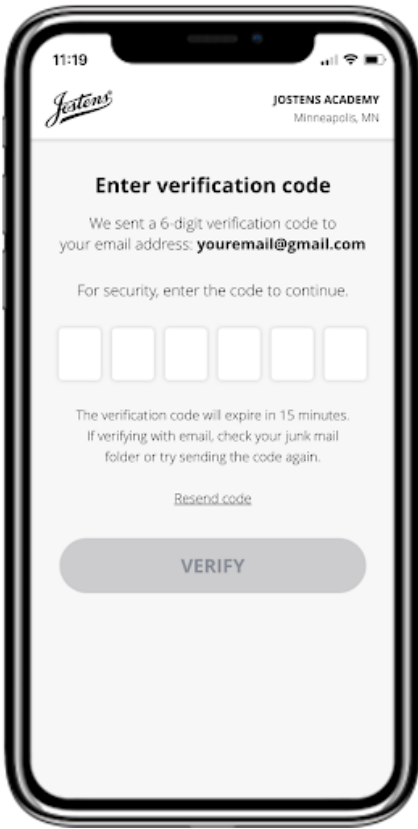 11:19
Jostens
JOSTENS ACADEMY
Minneapolis, MN
Enter verification code
We sent a 6-digit verification code to
your email address: youremail@gmail.com
For security, enter the code to continue.
The verification code will expire in 15 minutes.
If verifying with email, check your junk mail
folder or try sending the code again.
Resend code
VERIFY